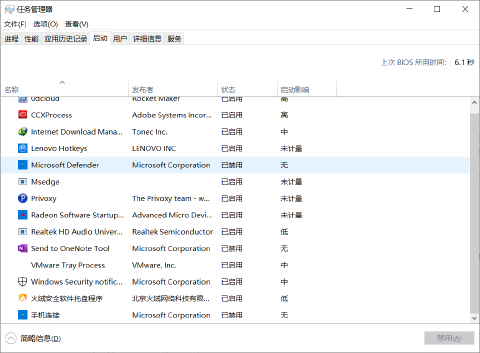 任务管理器
文件(F) 选项(O) 查看(V)
进程 性能 应用历史记录 启动 用户 详细信息 服务
上次 BIOS 所用时间: 6.1 秒
名称 发布者 状态 启动影响
udcloud Rocket Maker 已启用 高
CCXProcess Adobe Systems Incor... 已启用 高
Internet Download Mana... Tonec Inc. 已启用 中
Lenovo Hotkeys LENOVO INC 已启用 未计量
Microsoft Defender Microsoft Corporation 已禁用 无
Msedge 已启用 未计量
Privoxy The Privoxy team - w... 已启用 未计量
Radeon Software Startup... Advanced Micro Devi... 已启用 未计量
Realtek HD Audio Univer... Realtek Semiconductor 已启用 低
Send to OneNote Tool Microsoft Corporation 已禁用 无
VMware Tray Process VMware, Inc. 已启用 中
Windows Security notific... Microsoft Corporation 已启用 中
火绒安全软件托盘程序 北京火绒网络科技有限... 已启用 低
手机连接 Microsoft Corporation 已禁用 无
简略信息(D) 禁用(A)